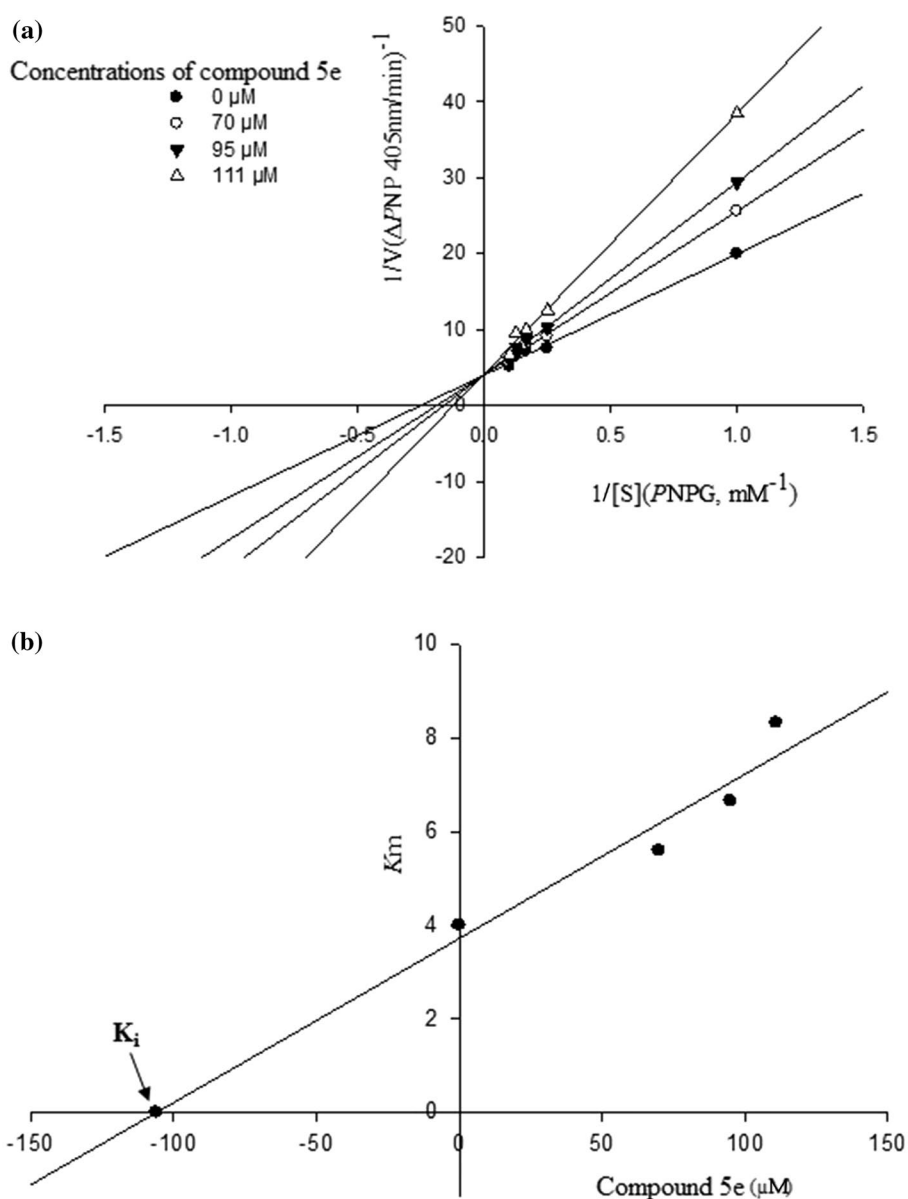 (a)
Concentrations of compound 5e
0 µM
70 µM
95 µM
111 µM
1/V(ΔPNP 405nm/min)⁻¹
50
40
30
20
10
0
-10
-20
-1.5
-1.0
-0.5
0.0
0.5
1.0
1.5
1/[S](PNPG, mM⁻¹)
(b)
Km
10
8
6
4
2
0
Kᵢ
-150
-100
-50
0
50
100
150
Compound 5e (µM)